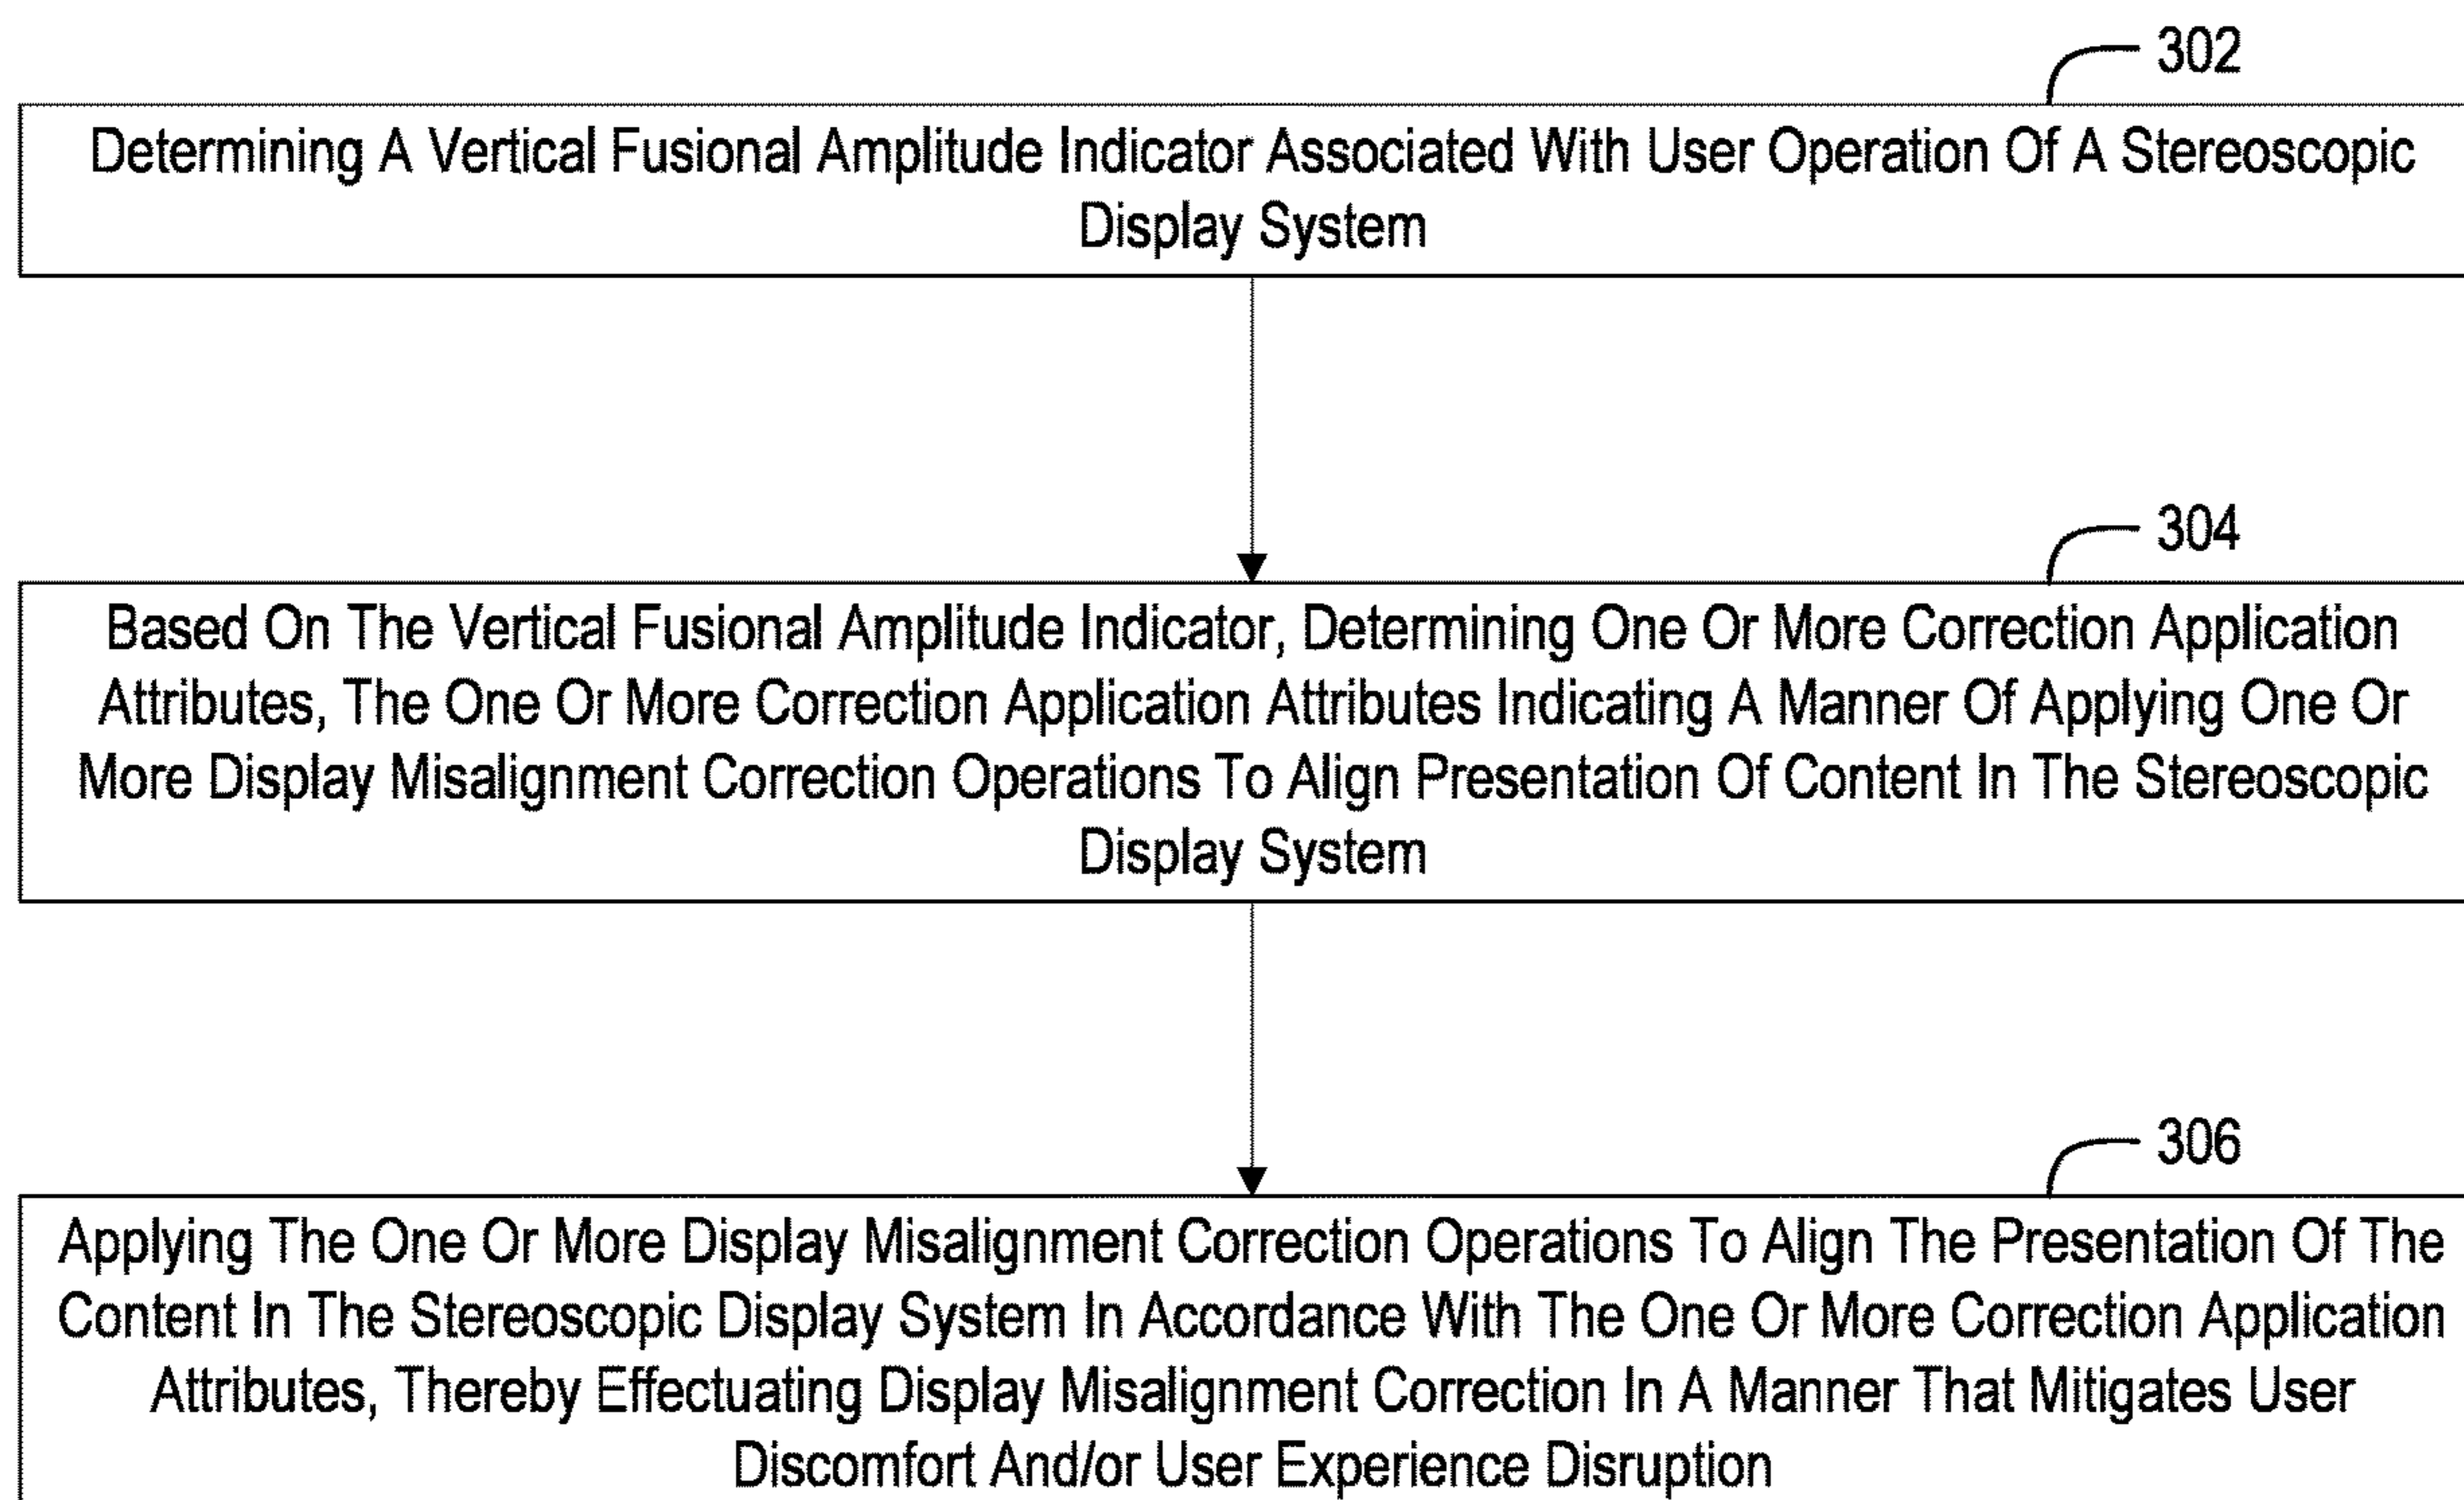 302
Determining A Vertical Fusional Amplitude Indicator Associated With User Operation Of A Stereoscopic
Display System
304
Based On The Vertical Fusional Amplitude Indicator, Determining One Or More Correction Application
Attributes, The One Or More Correction Application Attributes Indicating A Manner Of Applying One Or
More Display Misalignment Correction Operations To Align Presentation Of Content In The Stereoscopic
Display System
306
Applying The One Or More Display Misalignment Correction Operations To Align The Presentation Of The
Content In The Stereoscopic Display System In Accordance With The One Or More Correction Application
Attributes, Thereby Effectuating Display Misalignment Correction In A Manner That Mitigates User
Discomfort And/or User Experience Disruption